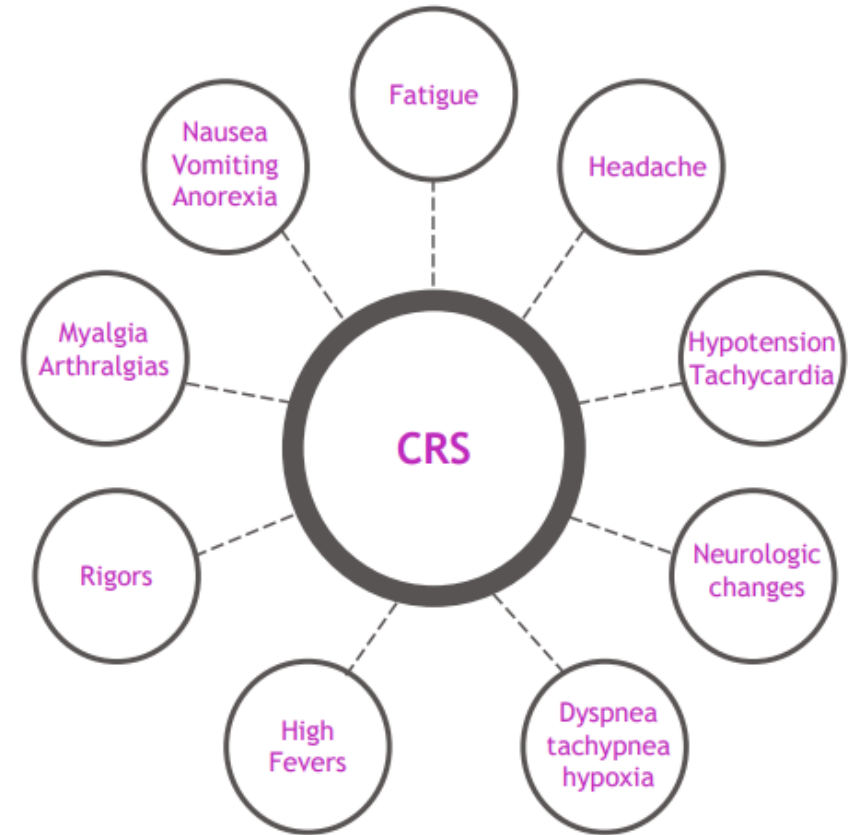 Fatigue
Headache
Nausea
Vomiting
Anorexia
Myalgia
Arthralgias
Hypotension
Tachycardia
CRS
Rigors
Neurologic
changes
High
Fevers
Dyspnea
tachypnea
hypoxia